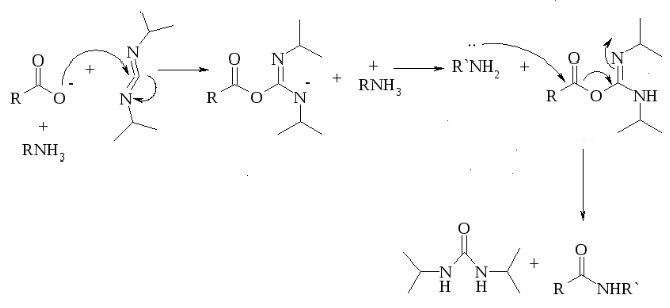 R O O - + N N
+
RNH3
R O O N N - + + RNH3
R`NH2 + R O O N NH
O N H N H + R O NHR`